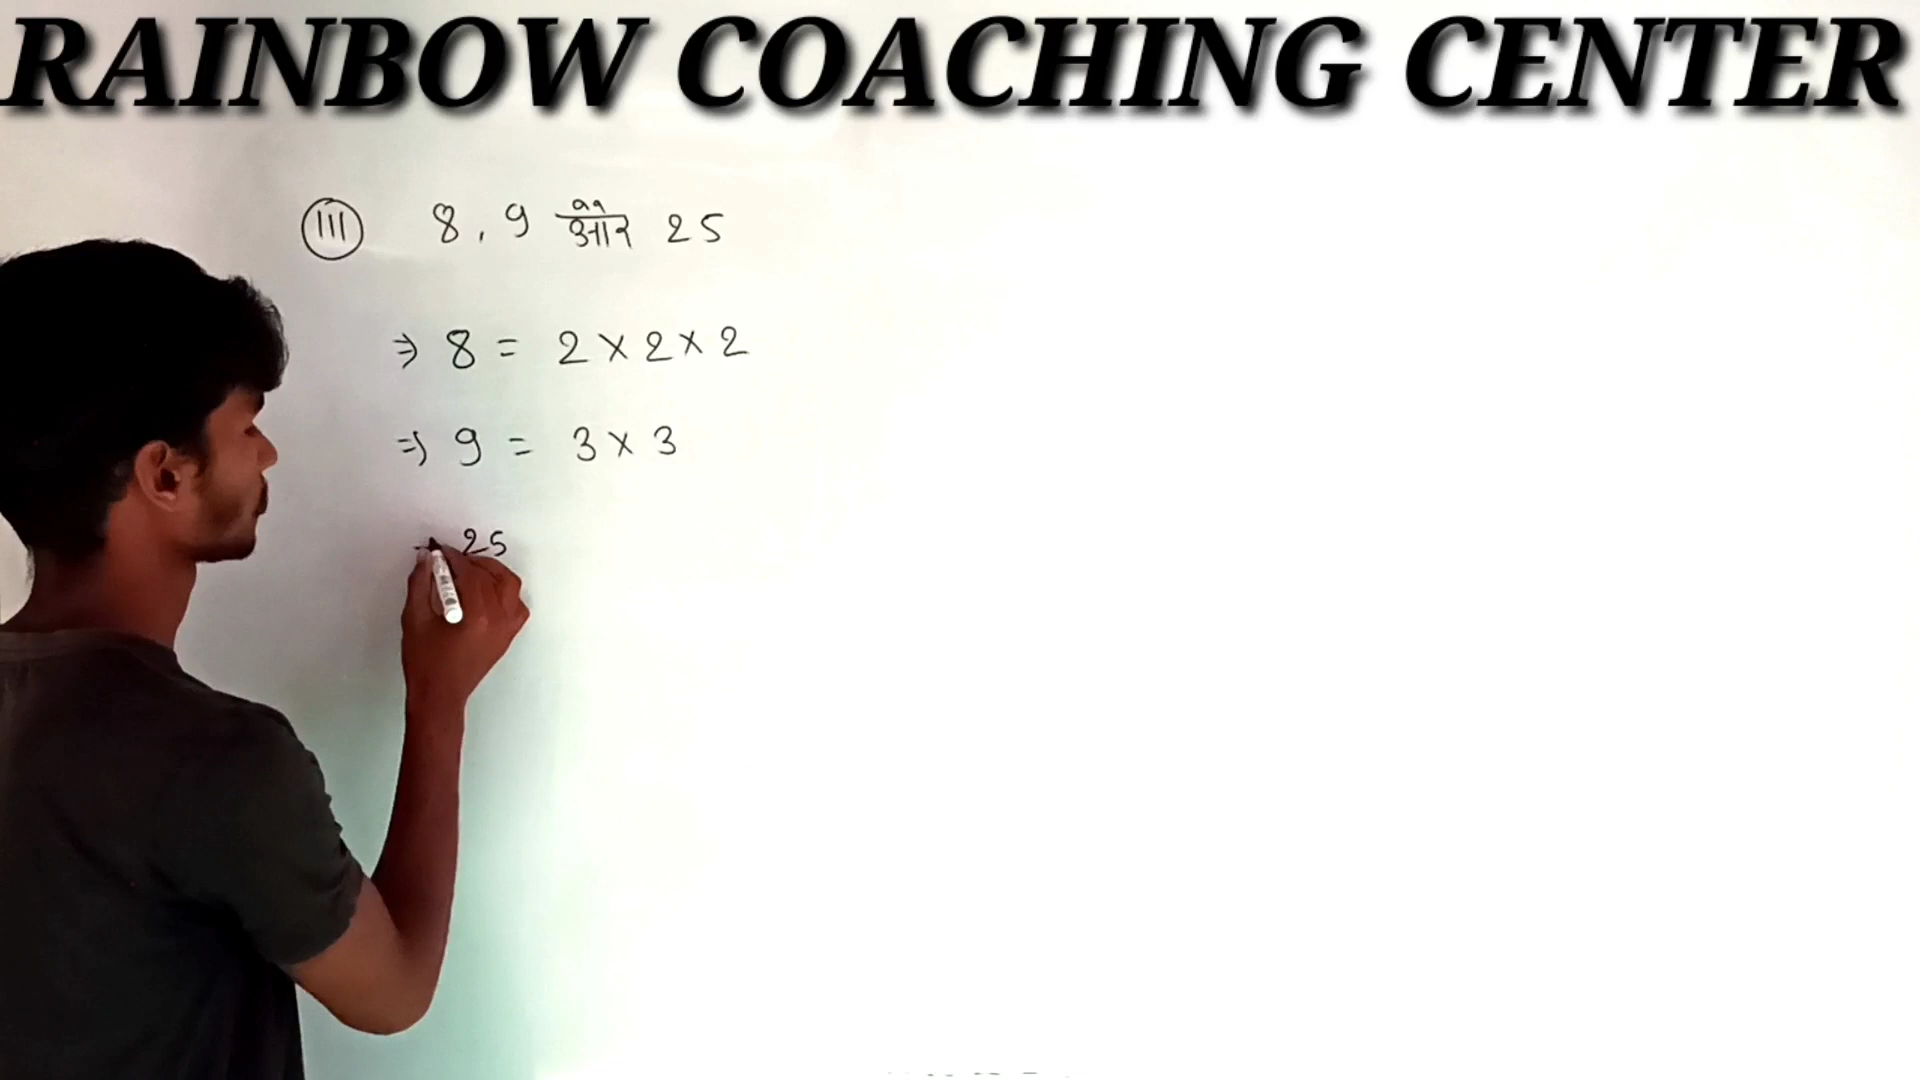 RAINBOW COACHING CENTER
(III) 8, 9 और 25
⇒ 8 = 2 × 2 × 2
⇒ 9 = 3 × 3
25